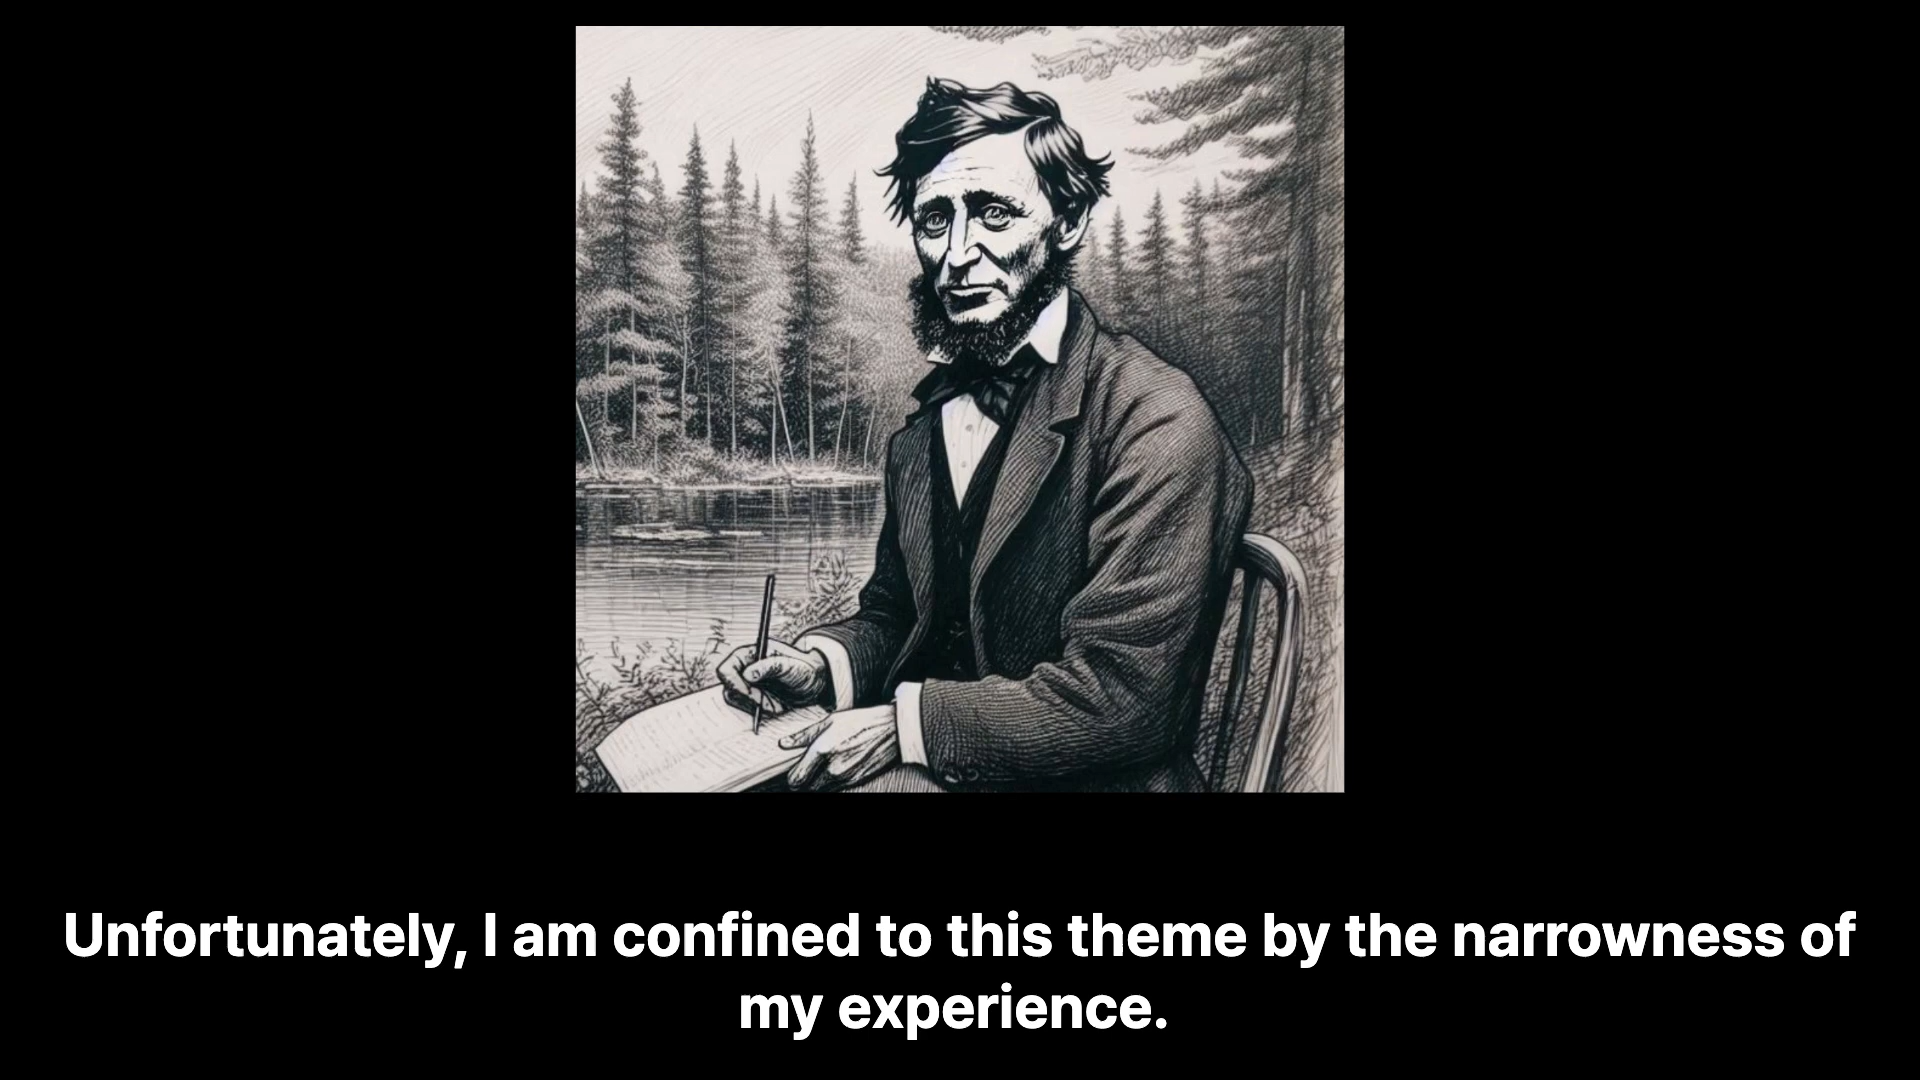 Unfortunately, I am confined to this theme by the narrowness of
my experience.